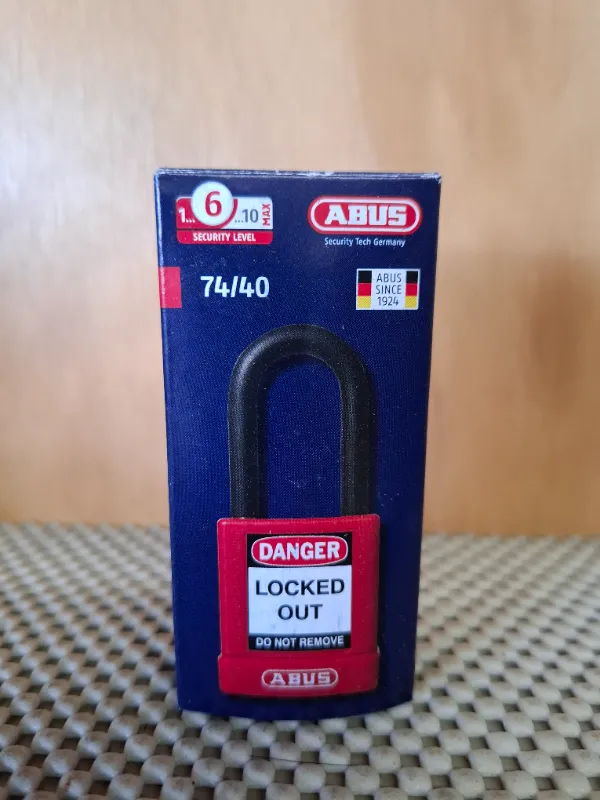 1... 6 ...10 MAX
SECURITY LEVEL
ABUS
Security Tech Germany
74/40
ABUS
SINCE
1924
DANGER
LOCKED
OUT
DO NOT REMOVE
ABUS